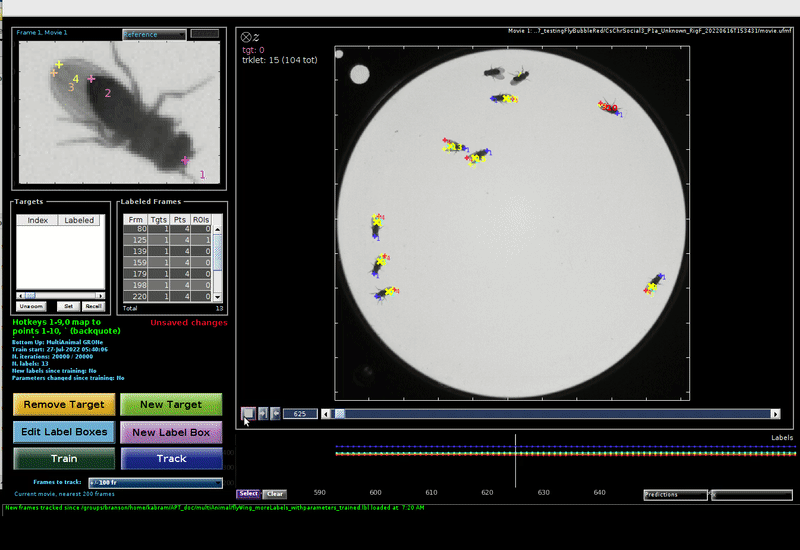 Frame 1, Movie 1
Reference
4
3
2
1
Movie 1: ..7_testingFlyBubbleRed/CsChrSocial3_P1a_Unknown_RigF_20220616T153431/movie.ufmf
z
tgt: 0
trklet: 15 (104 tot)
Targets
Index Labeled
Unzoom Set Recall
Labeled Frames
Frm Tgts Pts ROIs
80 1 4 0
125 1 4 1
139 1 4 0
159 1 4 0
179 1 4 0
198 1 4 0
220 1 4 0
Total 13
Hotkeys 1-9,0 map to
points 1-10, ` (backquote)
Unsaved changes
Bottom Up: MultiAnimal GRONe
Train start: 27-Jul-2022 05:40:06
N. iterations: 20000 / 20000
N. labels: 13
New labels since training: No
Parameters changed since training: No
Remove Target
New Target
Edit Label Boxes
New Label Box
Train
Track
Frames to track: +/-100 fr
Current movie, nearest 200 frames
625
Labels
Select Clear
590 600 610 620 630 640
Predictions
New frames tracked since /groups/branson/home/kabram/APT_doc/multiAnimal/flyWing_moreLabels_withparameters_trained.lbl loaded at 7:20 AM